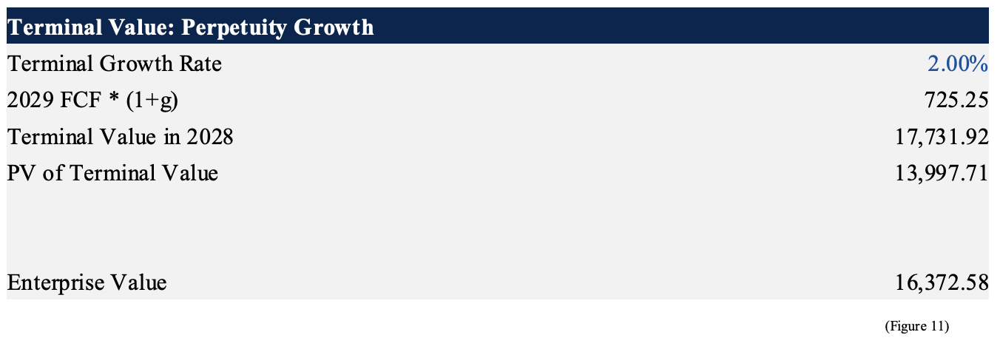 Terminal Value: Perpetuity Growth
Terminal Growth Rate 2.00%
2029 FCF * (1+g) 725.25
Terminal Value in 2028 17,731.92
PV of Terminal Value 13,997.71
Enterprise Value 16,372.58
(Figure 11)